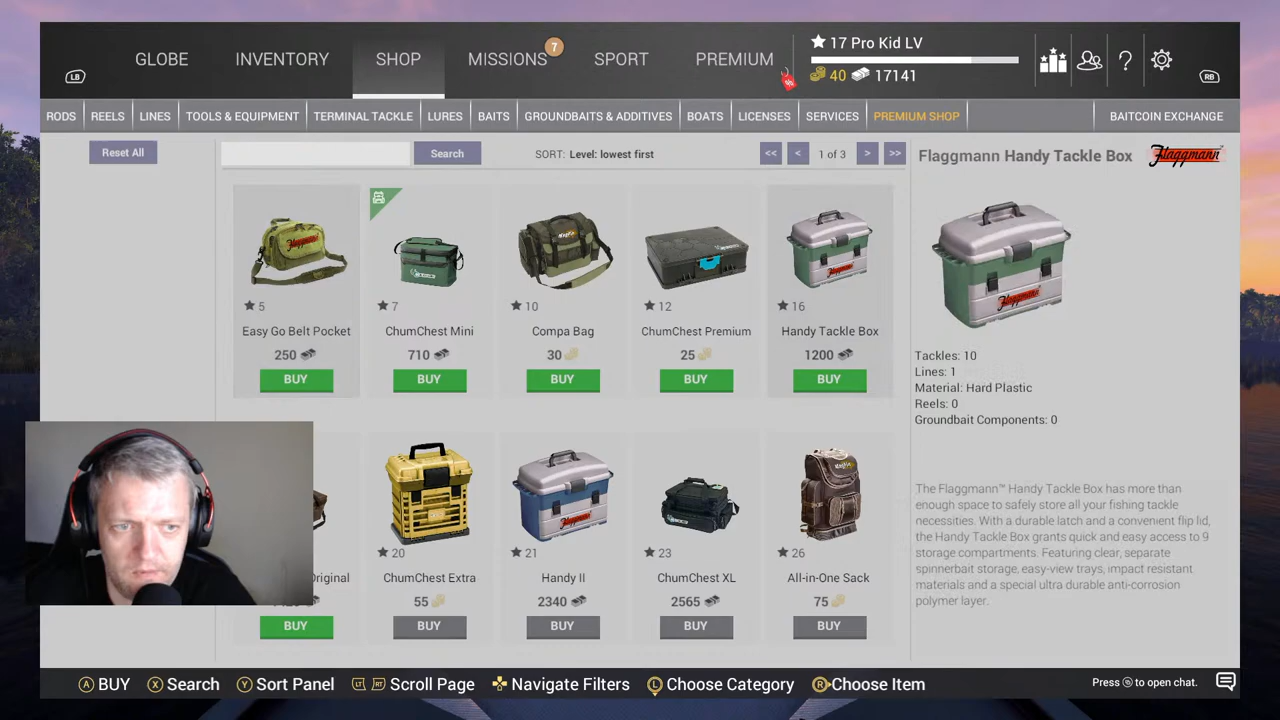 GLOBE
INVENTORY
SHOP
MISSIONS
7
SPORT
PREMIUM
%
17 Pro Kid LV
40
17141
LB
RB
RODS
REELS
LINES
TOOLS & EQUIPMENT
TERMINAL TACKLE
LURES
BAITS
GROUNDBAITS & ADDITIVES
BOATS
LICENSES
SERVICES
PREMIUM SHOP
BAITCOIN EXCHANGE
Reset All
Search
SORT: Level: lowest first
<<
<
1 of 3
>
>>
Flaggmann Handy Tackle Box
Flaggmann
5
7
10
12
16
Easy Go Belt Pocket
ChumChest Mini
Compa Bag
ChumChest Premium
Handy Tackle Box
250
710
30
25
1200
BUY
BUY
BUY
BUY
BUY
Flaggmann
Tackles: 10
Lines: 1
Material: Hard Plastic
Reels: 0
Groundbait Components: 0
20
21
23
26
Original
ChumChest Extra
Handy II
ChumChest XL
All-in-One Sack
55
2340
2565
75
BUY
BUY
BUY
BUY
BUY
The Flaggmann™ Handy Tackle Box has more than
enough space to safely store all your fishing tackle
necessities. With a durable latch and a convenient flip lid,
the Handy Tackle Box grants quick and easy access to 9
storage compartments. Featuring clear, separate
spinnerbait storage, easy-view trays, impact resistant
materials and a special ultra durable anti-corrosion
polymer layer.
A BUY
X Search
Y Sort Panel
LT RT Scroll Page
Navigate Filters
L Choose Category
R Choose Item
Press to open chat.